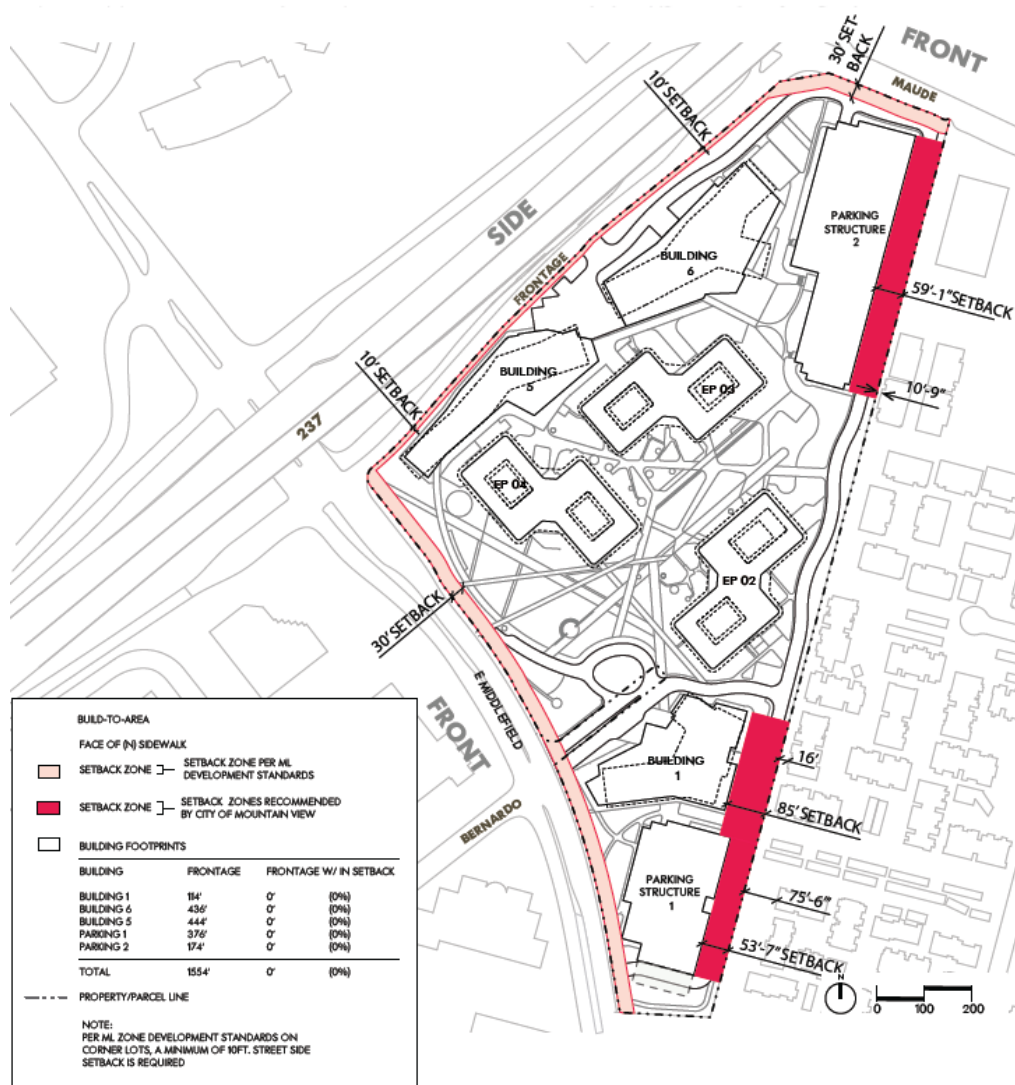 30' SET-
BACK
FRONT
MAUDE
10' SETBACK
SIDE
PARKING
STRUCTURE
2
BUILDING
6
FRONTAGE
59'-1" SETBACK
10' SETBACK
BUILDING
5
EP 03
10'-9"
237
EP 04
EP 02
30' SETBACK
E MIDDLEFIELD
FRONT
BUILDING
1
16'
85' SETBACK
BERNARDO
PARKING
STRUCTURE
1
75'-6"
53'-7" SETBACK
N
0 100 200
BUILD-TO-AREA
FACE OF (N) SIDEWALK
SETBACK ZONE SETBACK ZONE PER ML
DEVELOPMENT STANDARDS
SETBACK ZONE SETBACK ZONES RECOMMENDED
BY CITY OF MOUNTAIN VIEW
BUILDING FOOTPRINTS
BUILDING FRONTAGE FRONTAGE W/ IN SETBACK
BUILDING 1 114' 0' (0%)
BUILDING 6 436' 0' (0%)
BUILDING 5 444' 0' (0%)
PARKING 1 376' 0' (0%)
PARKING 2 174' 0' (0%)
TOTAL 1554' 0' (0%)
PROPERTY/PARCEL LINE
NOTE:
PER ML ZONE DEVELOPMENT STANDARDS ON
CORNER LOTS, A MINIMUM OF 10FT. STREET SIDE
SETBACK IS REQUIRED